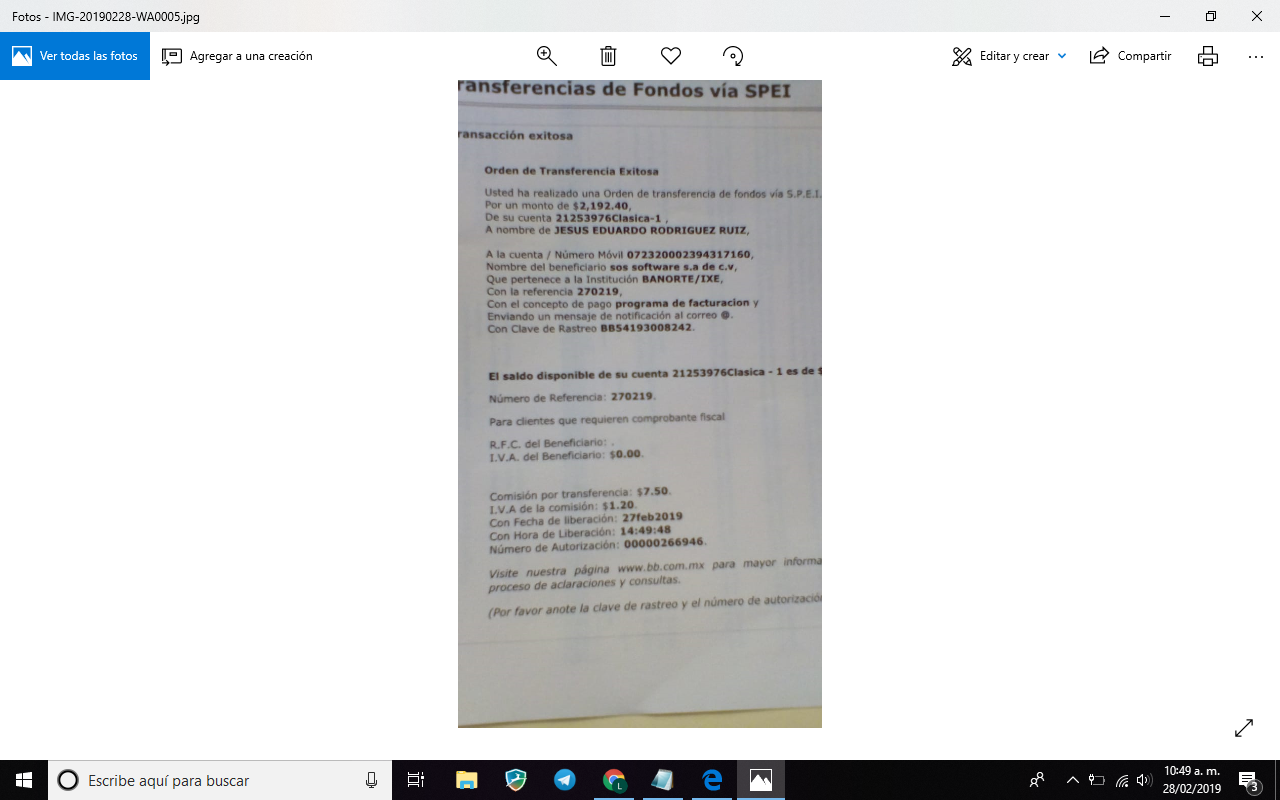 Fotos - IMG-20190228-WA0005.jpg
Ver todas las fotos
Agregar a una creación
Editar y crear
Compartir
ransferencias de Fondos vía SPEI
ransacción exitosa
Orden de Transferencia Exitosa
Usted ha realizado una Orden de transferencia de fondos vía S.P.E.I.
Por un monto de $2,192.40,
De su cuenta 21253976Clasica-1 ,
A nombre de JESUS EDUARDO RODRIGUEZ RUIZ,
A la cuenta / Número Móvil 072320002394317160,
Nombre del beneficiario sos software s.a de c.v,
Que pertenece a la Institución BANORTE/IXE,
Con la referencia 270219,
Con el concepto de pago programa de facturacion y
Enviando un mensaje de notificación al correo @.
Con Clave de Rastreo BB54193008242.
El saldo disponible de su cuenta 21253976Clasica - 1 es de $
Número de Referencia: 270219.
Para clientes que requieren comprobante fiscal
R.F.C. del Beneficiario: .
I.V.A. del Beneficiario: $0.00.
Comisión por transferencia: $7.50.
I.V.A de la comisión: $1.20.
Con Fecha de liberación: 27feb2019
Con Hora de Liberación: 14:49:48
Número de Autorización: 00000266946.
Visite nuestra página www.bb.com.mx para mayor informa
proceso de aclaraciones y consultas.
(Por favor anote la clave de rastreo y el número de autorización
Escribe aquí para buscar
L
10:49 a. m.
28/02/2019
3